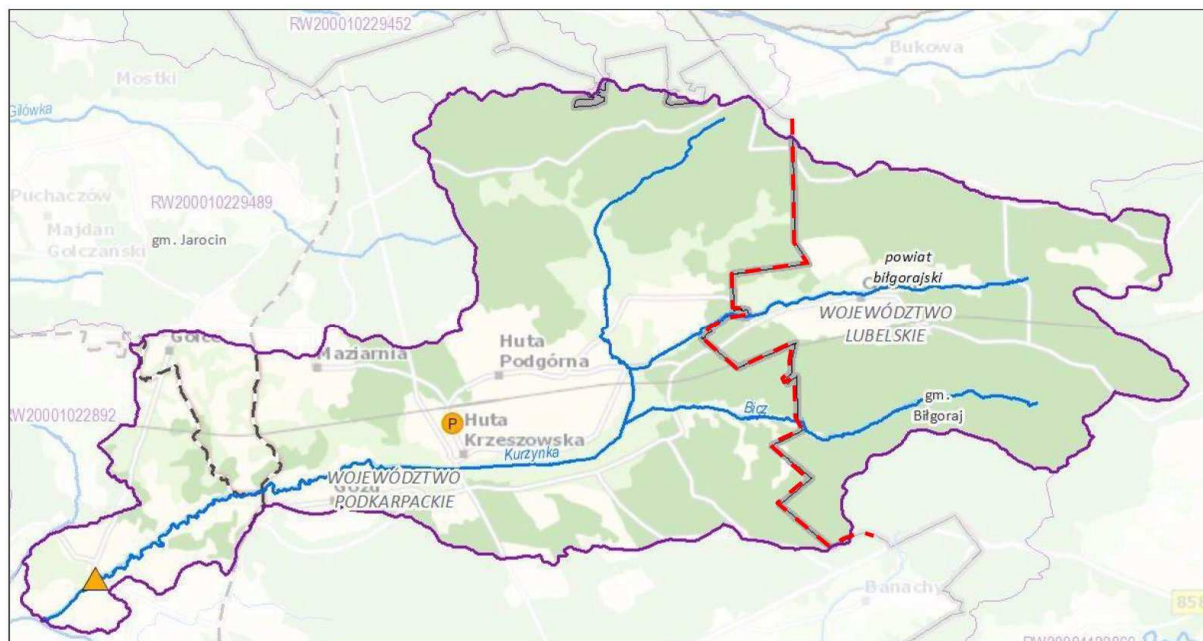 RW200010229452
Bukowa
Mostki
Gilówka
Puchaczów
RW200010229489
Majdan
Golczański
gm. Jarocin
powiat
biłgorajski
WOJEWÓDZTWO
LUBELSKIE
Huta
Podgórna
Maziarnia
RW20001022892
P
Huta
Krzeszowska
Kurzynka
Bicz
gm.
Biłgoraj
WOJEWÓDZTWO
PODKARPACKIE
Banachy
858